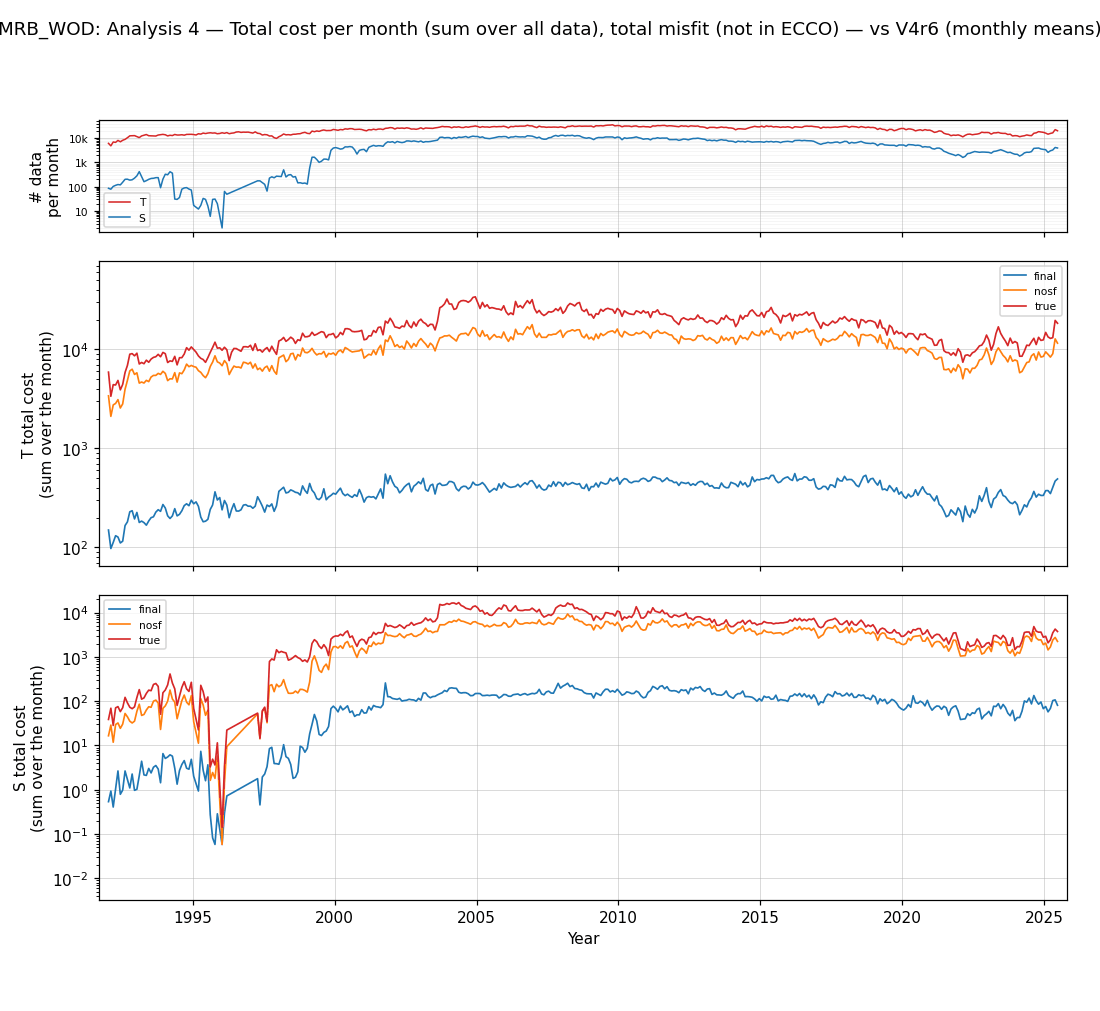 MRB_WOD: Analysis 4 — Total cost per month (sum over all data), total misfit (not in ECCO) — vs V4r6 (monthly means)
# data
per month
10k
1k
100
10
T
S
T total cost
(sum over the month)
10^4
10^3
10^2
final
nosf
true
S total cost
(sum over the month)
10^4
10^3
10^2
10^1
10^0
10^−1
10^−2
final
nosf
true
1995
2000
2005
2010
2015
2020
2025
Year